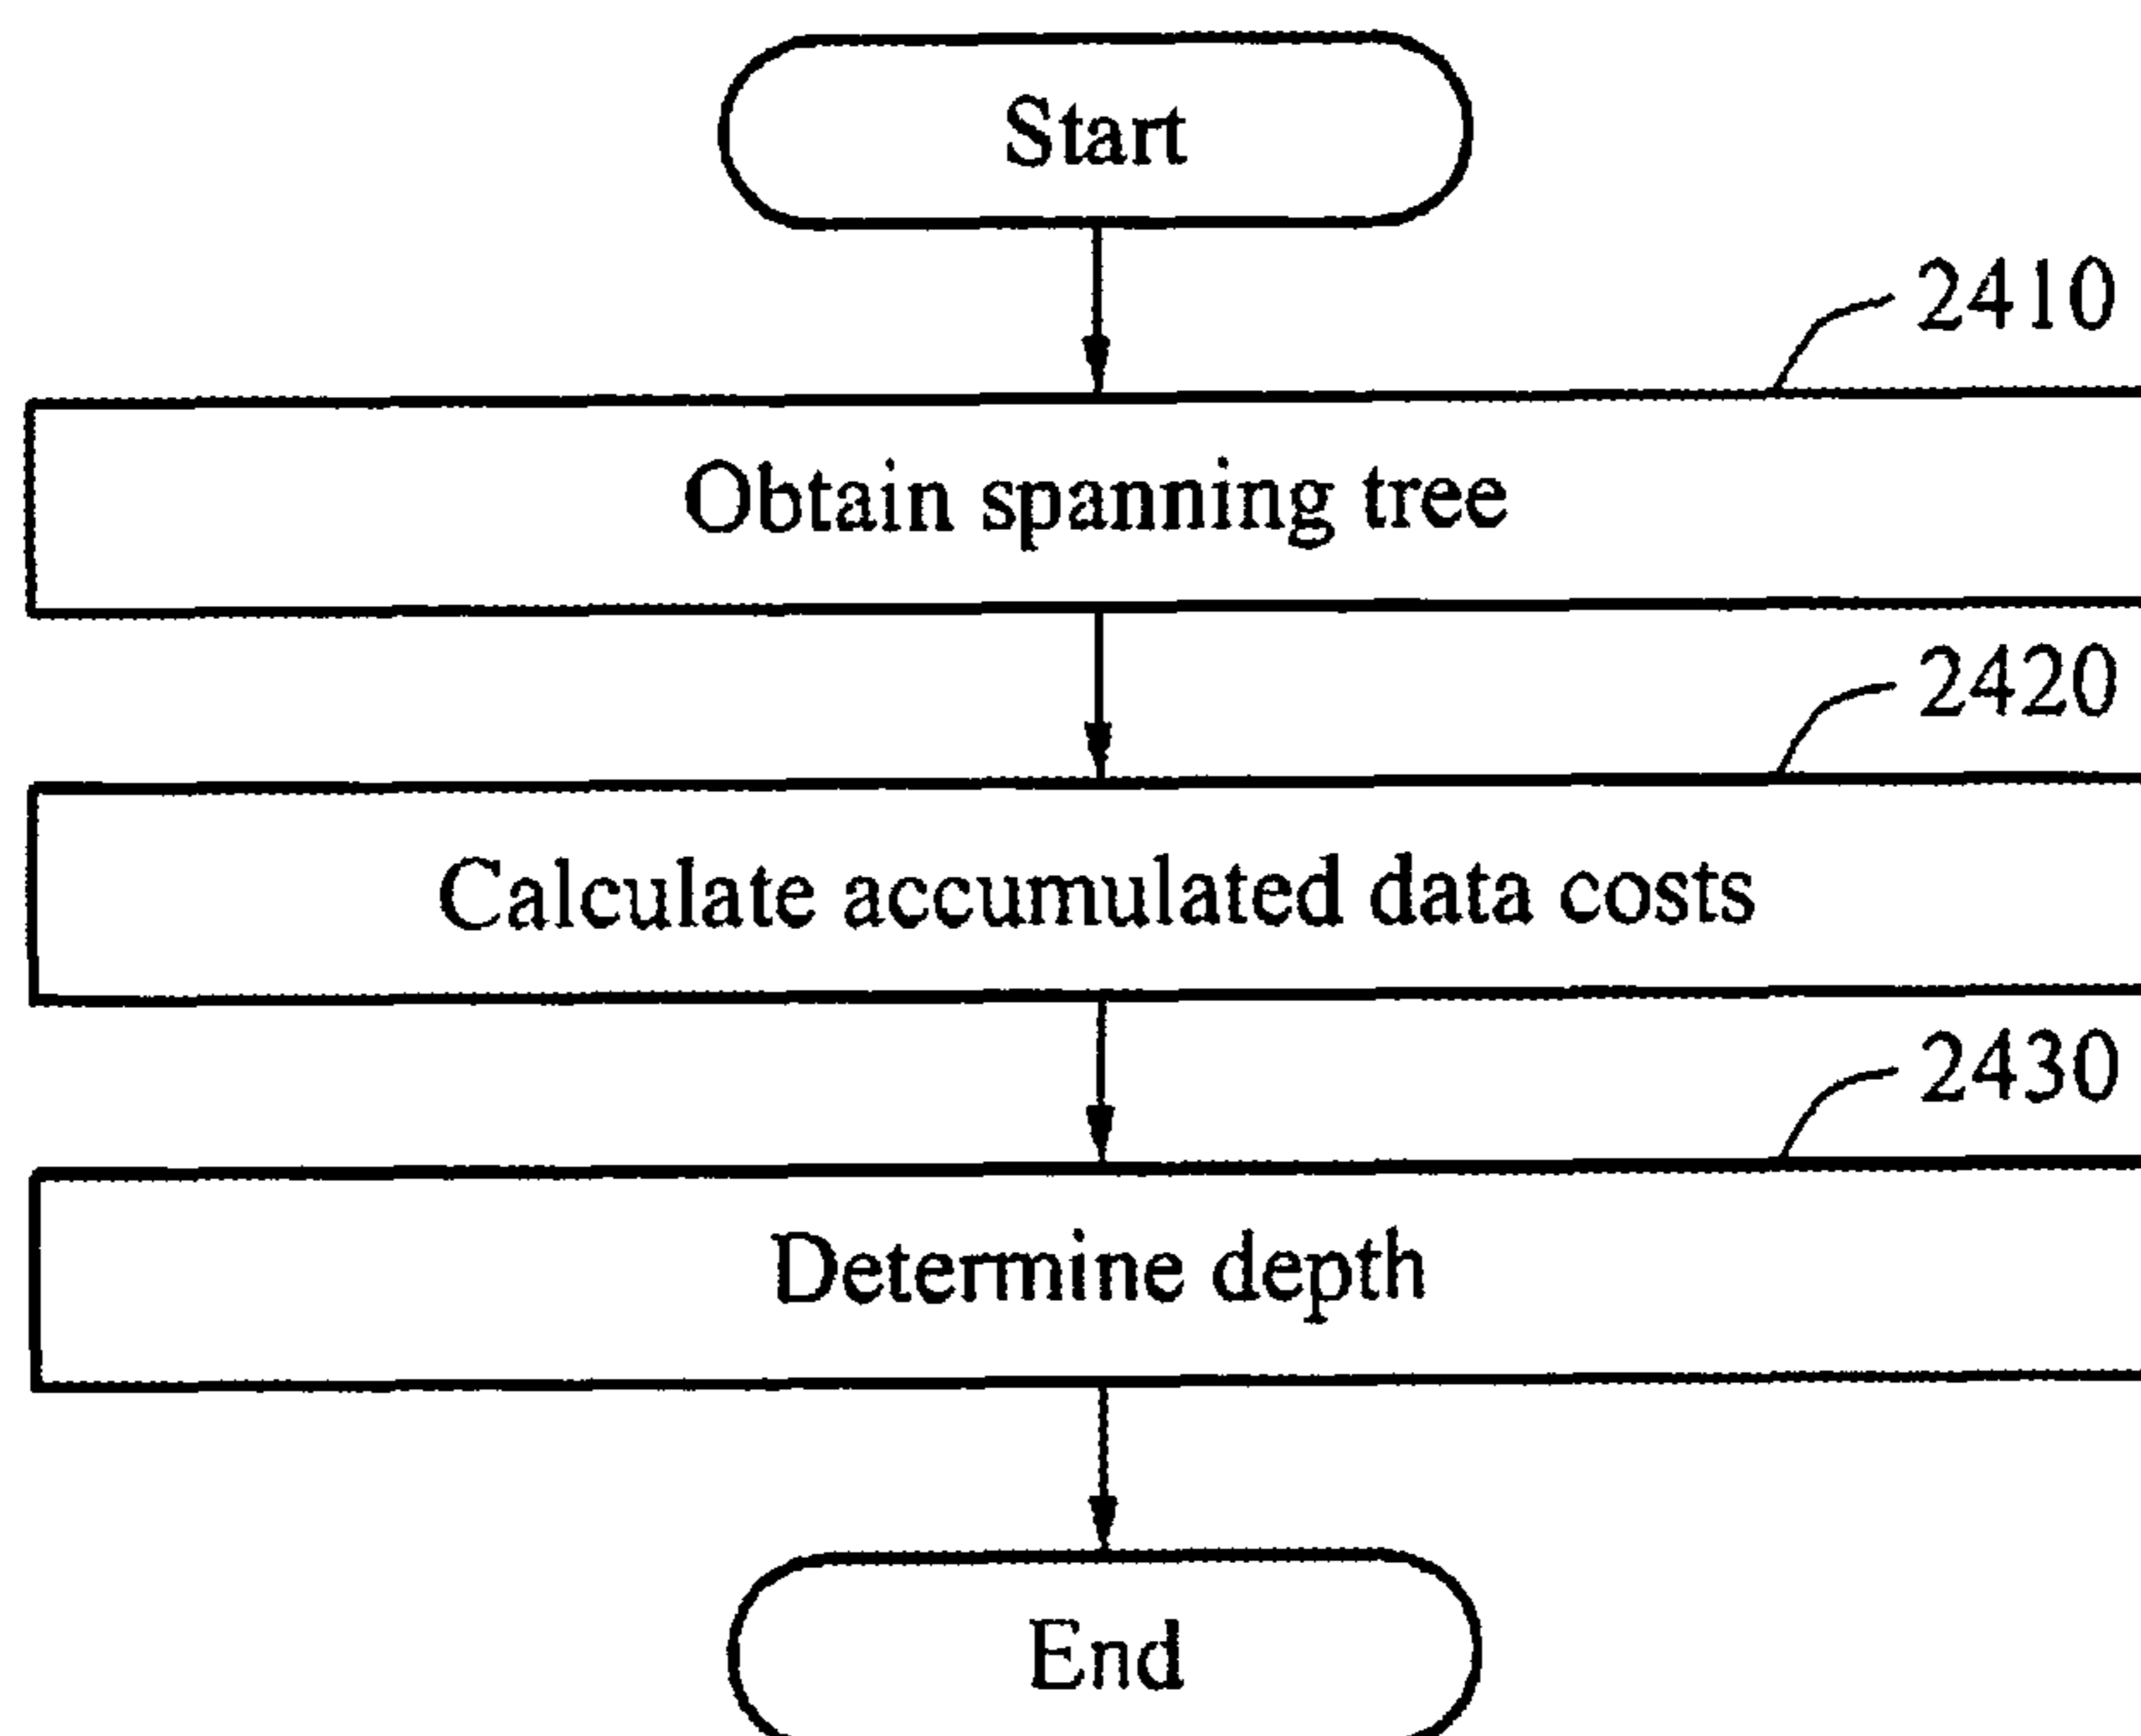 Start
2410
Obtain spanning tree
2420
Calculate accumulated data costs
2430
Determine depth
End